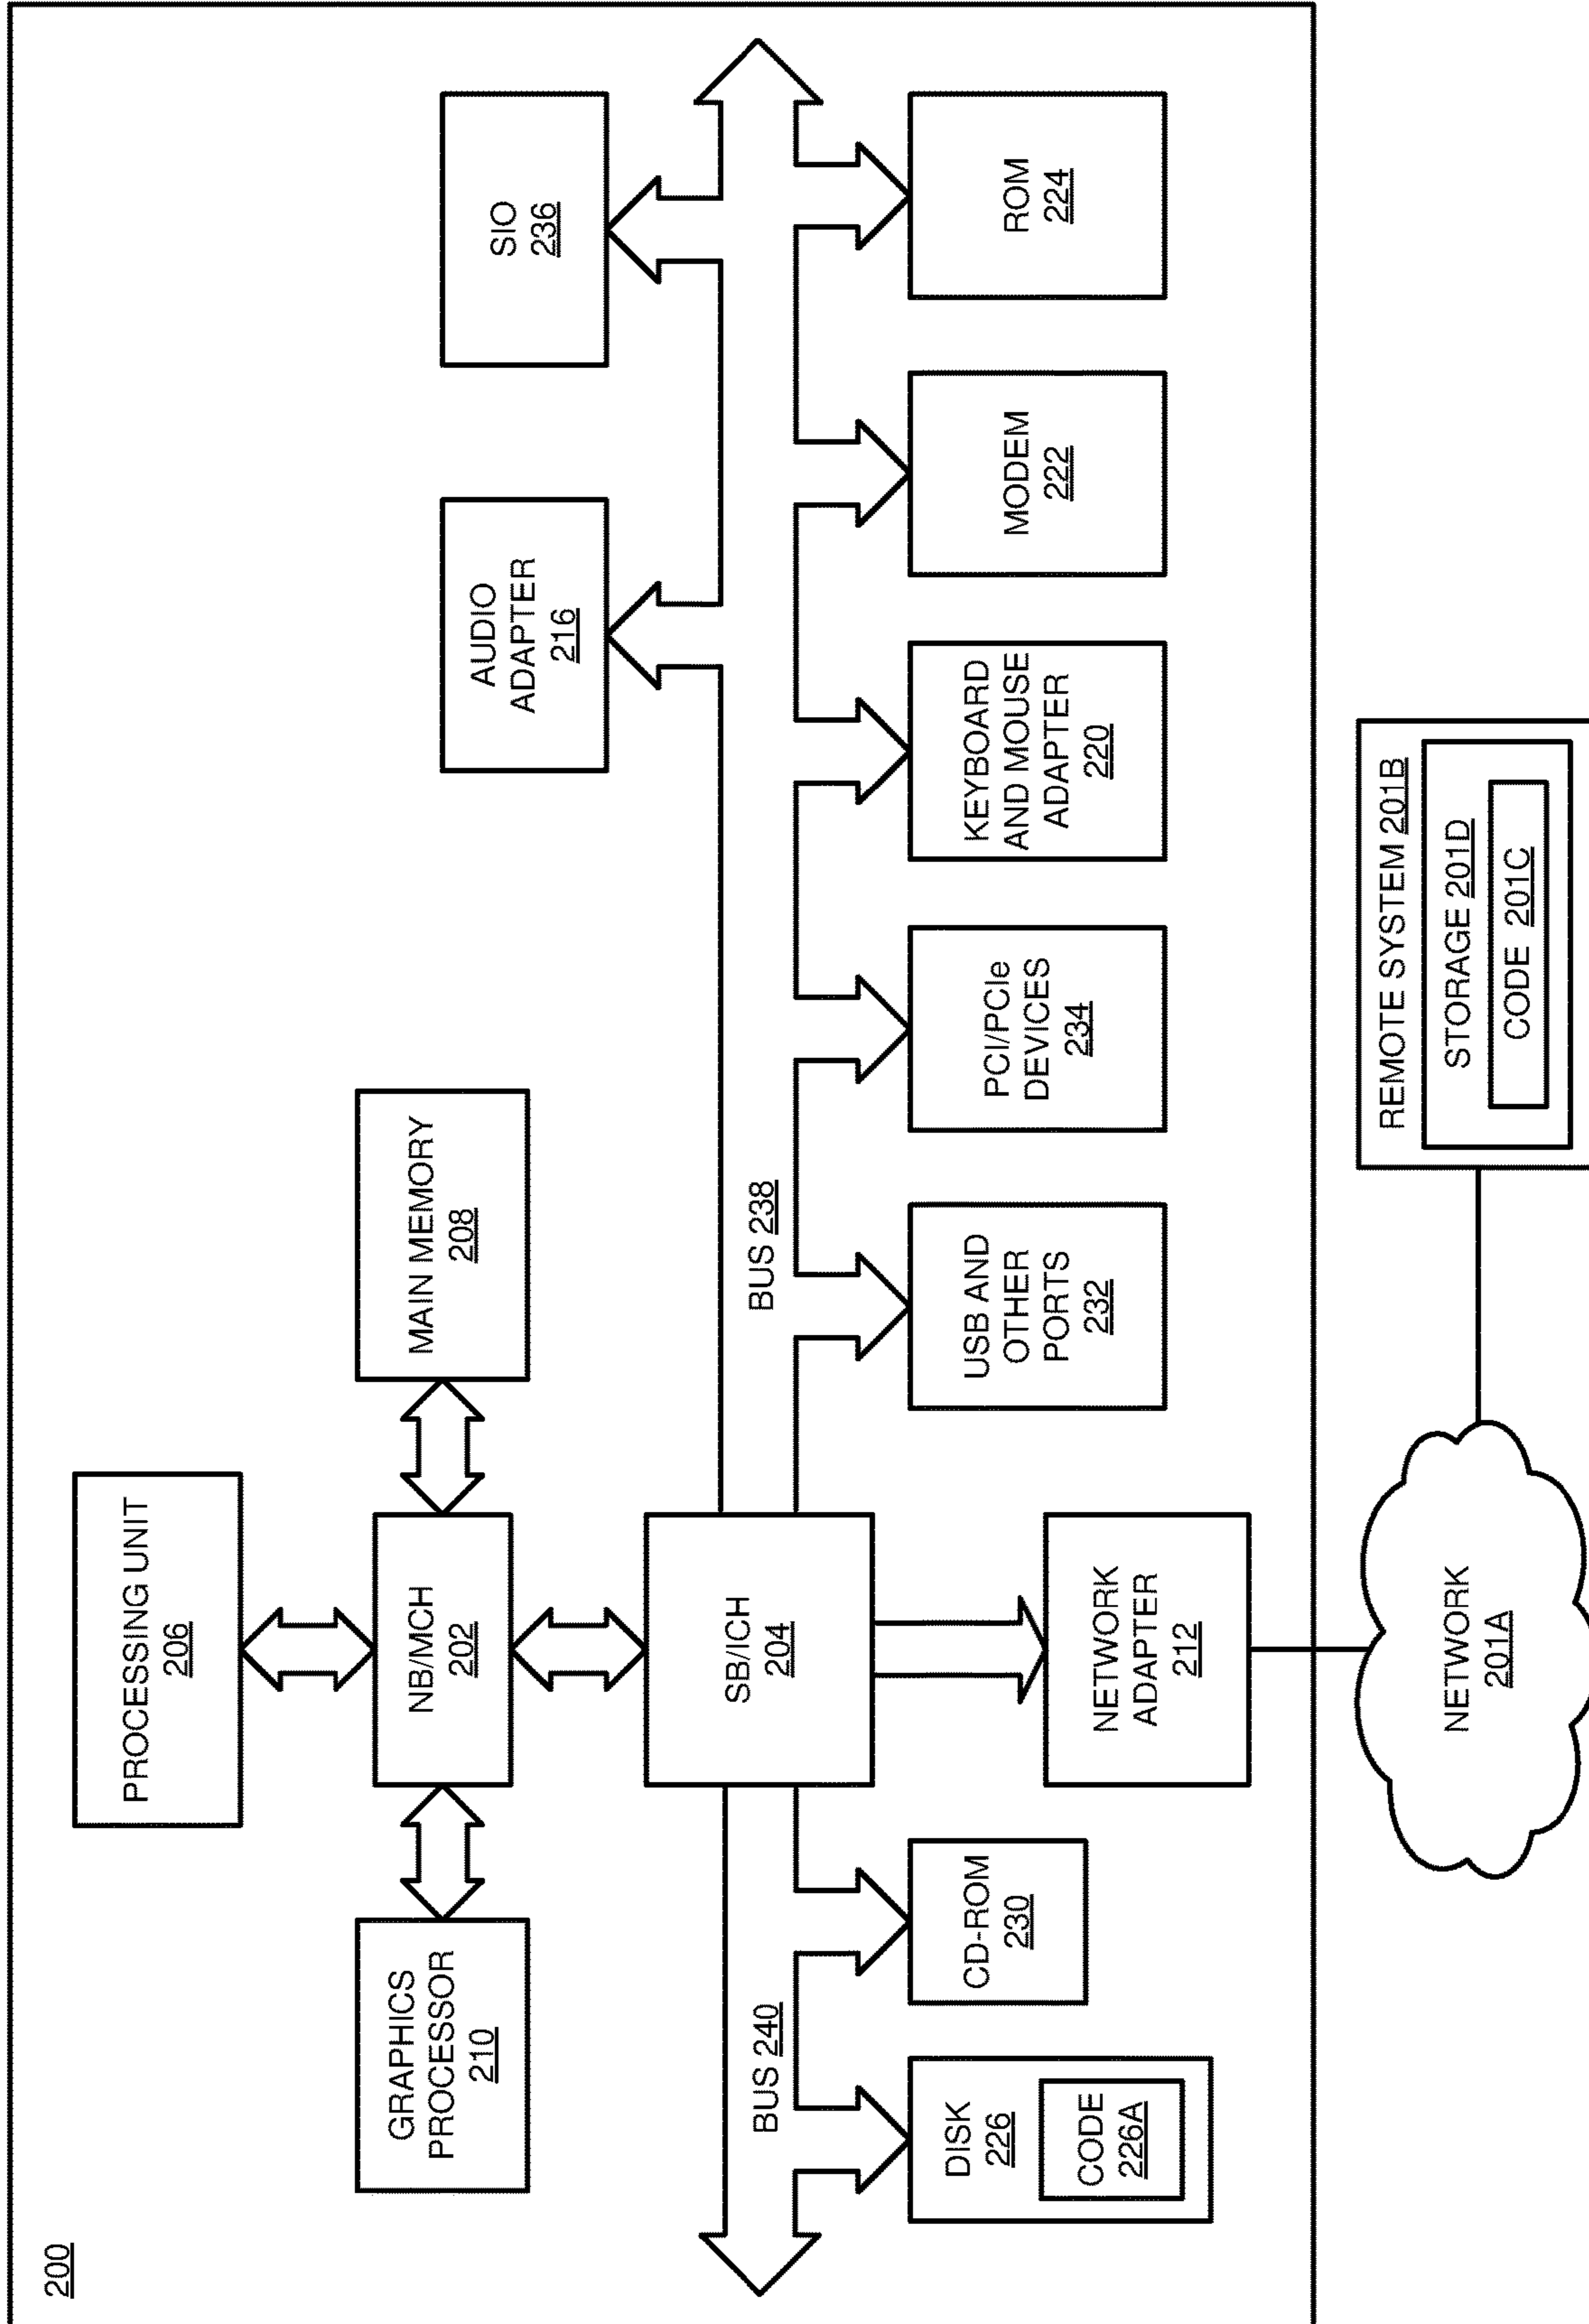 200
PROCESSING UNIT
206
GRAPHICS
PROCESSOR
210
NB/MCH
202
MAIN MEMORY
208
AUDIO
ADAPTER
216
SIO
236
SB/ICH
204
BUS 240
BUS 238
DISK
226
CODE
226A
CD-ROM
230
NETWORK
ADAPTER
212
USB AND
OTHER
PORTS
232
PCI/PCIe
DEVICES
234
KEYBOARD
AND MOUSE
ADAPTER
220
MODEM
222
ROM
224
NETWORK
201A
REMOTE SYSTEM 201B
STORAGE 201D
CODE 201C